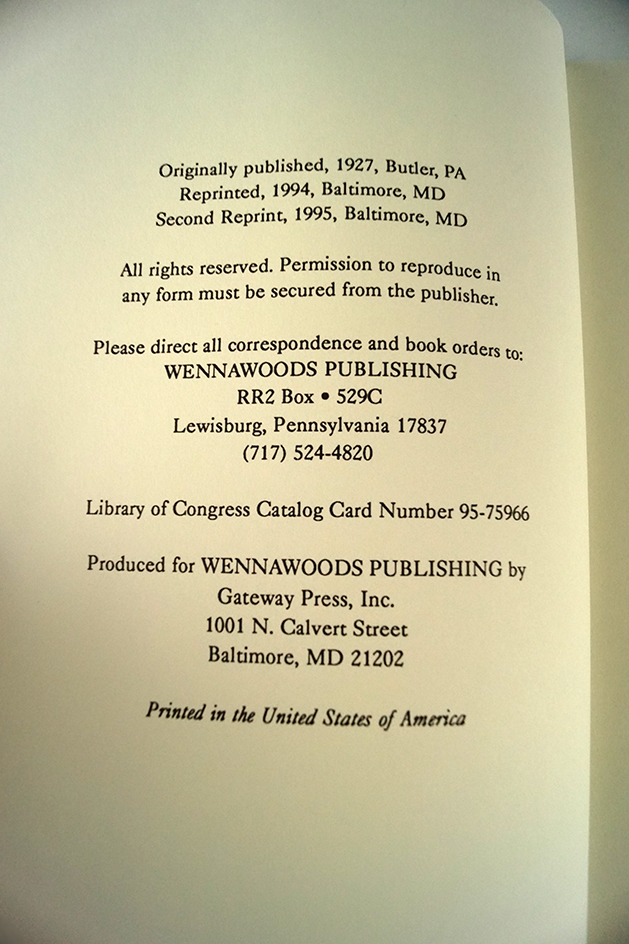 Originally published, 1927, Butler, PA
Reprinted, 1994, Baltimore, MD
Second Reprint, 1995, Baltimore, MD
All rights reserved. Permission to reproduce in
any form must be secured from the publisher.
Please direct all correspondence and book orders to:
WENNAWOODS PUBLISHING
RR2 Box • 529C
Lewisburg, Pennsylvania 17837
(717) 524-4820
Library of Congress Catalog Card Number 95-75966
Produced for WENNAWOODS PUBLISHING by
Gateway Press, Inc.
1001 N. Calvert Street
Baltimore, MD 21202
Printed in the United States of America